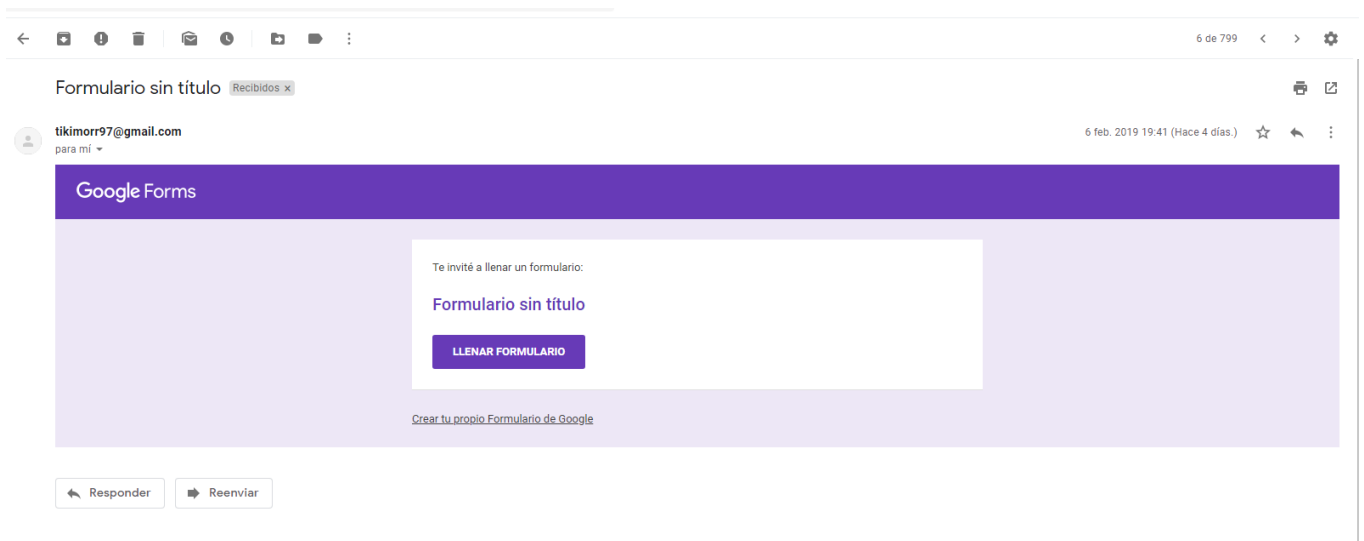 6 de 799
Formulario sin título Recibidos x
tikimorr97@gmail.com
6 feb. 2019 19:41 (Hace 4 días.)
para mí
Google Forms
Te invité a llenar un formulario:
Formulario sin título
LLENAR FORMULARIO
Crear tu propio Formulario de Google
Responder
Reenviar